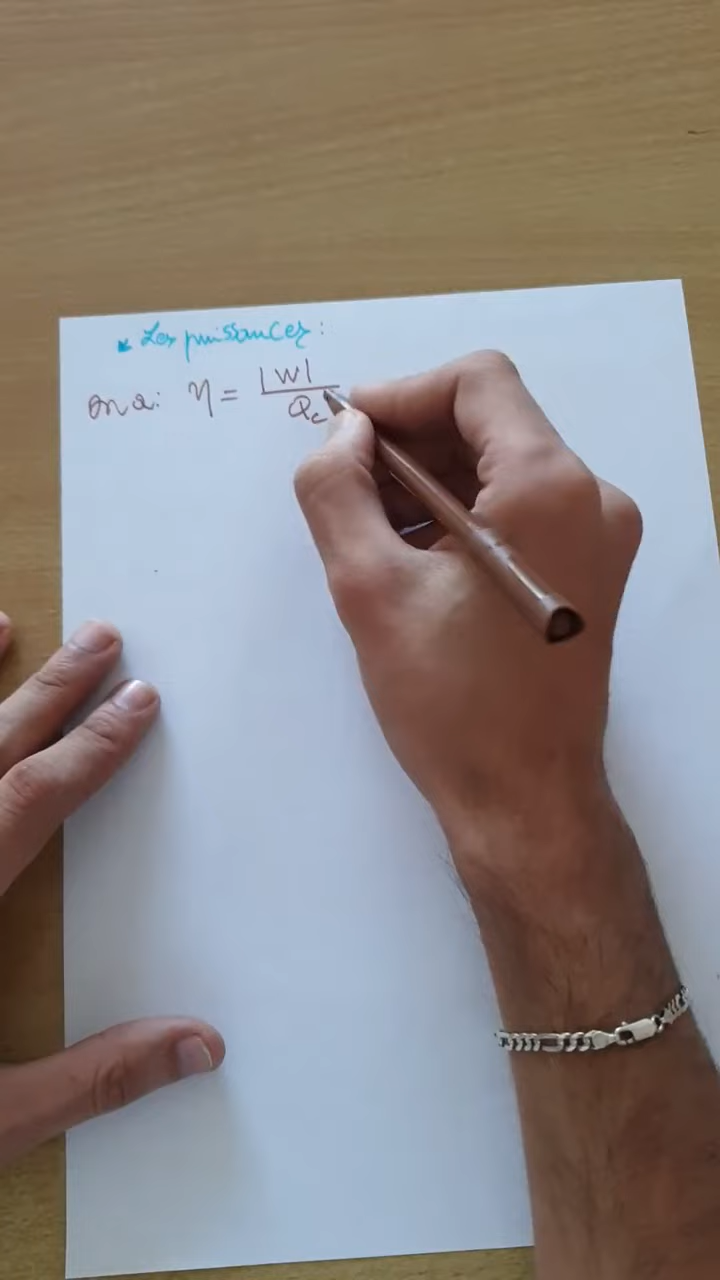 Les puissances :
on a : η = |W| / Qc